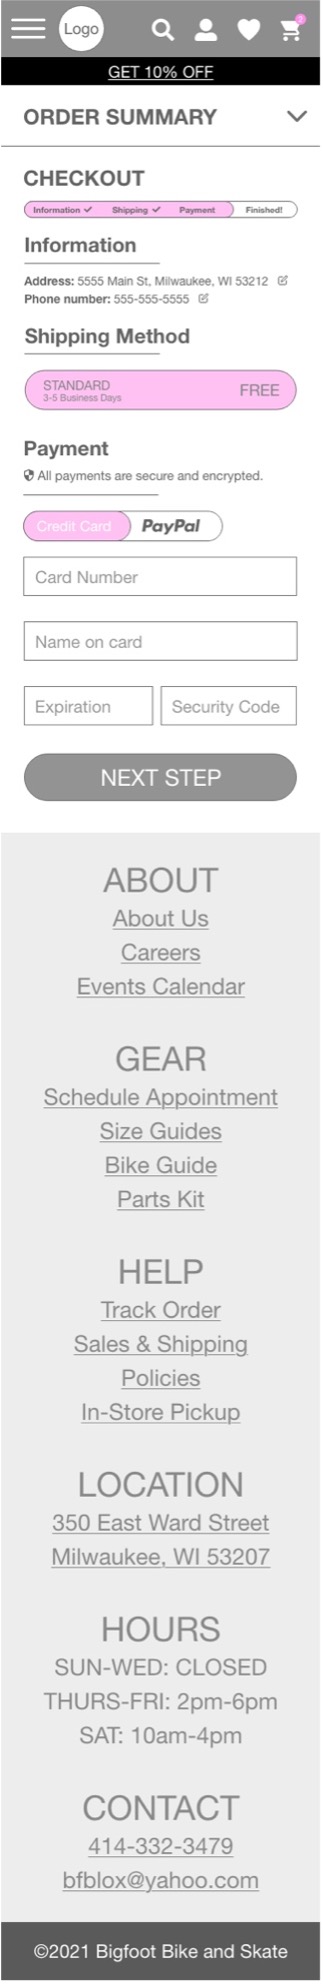 Logo
2
GET 10% OFF
ORDER SUMMARY
CHECKOUT
Information Shipping Payment Finished!
Information
Address: 5555 Main St, Milwaukee, WI 53212
Phone number: 555-555-5555
Shipping Method
STANDARD
3-5 Business Days
FREE
Payment
All payments are secure and encrypted.
Credit Card PayPal
Card Number
Name on card
Expiration Security Code
NEXT STEP
ABOUT
About Us
Careers
Events Calendar
GEAR
Schedule Appointment
Size Guides
Bike Guide
Parts Kit
HELP
Track Order
Sales & Shipping
Policies
In-Store Pickup
LOCATION
350 East Ward Street
Milwaukee, WI 53207
HOURS
SUN-WED: CLOSED
THURS-FRI: 2pm-6pm
SAT: 10am-4pm
CONTACT
414-332-3479
bfblox@yahoo.com
©2021 Bigfoot Bike and Skate